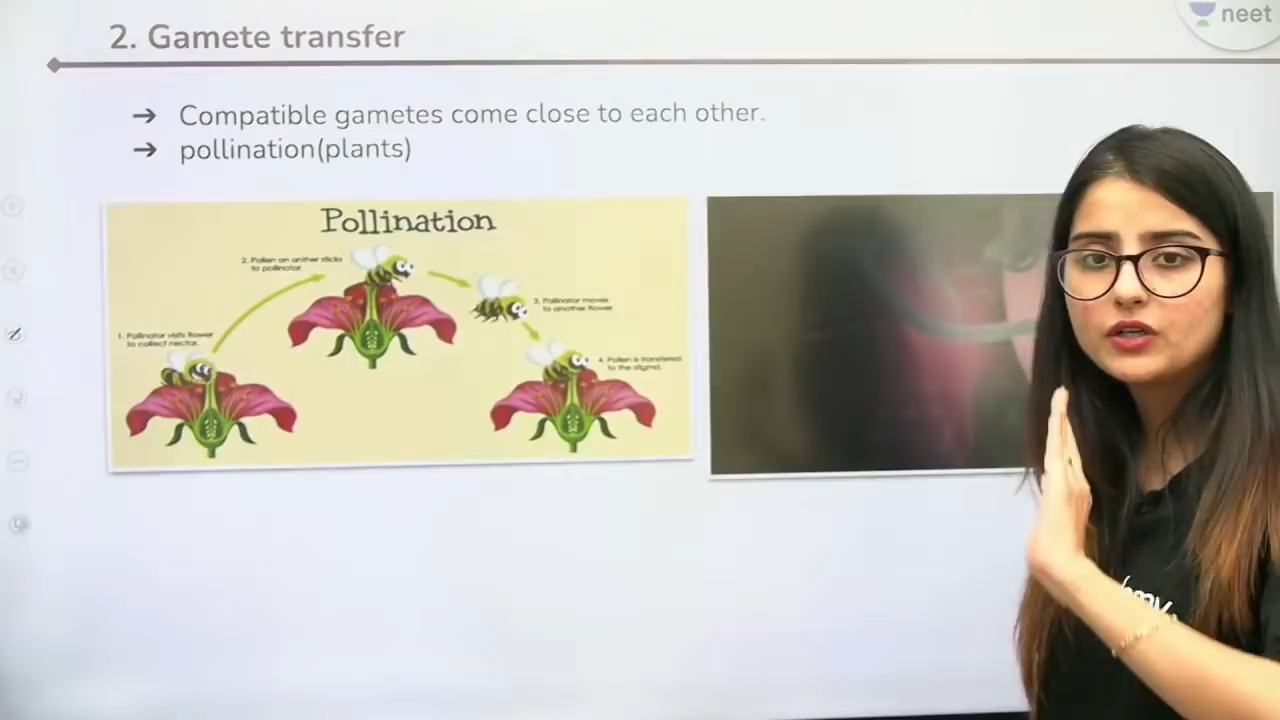 2. Gamete transfer
neet
→ Compatible gametes come close to each other.
→ pollination(plants)
Pollination
2. Pollen on anther sticks
to pollinator.
3. Pollinator moves
to another flower
1. Pollinator visits flower
to collect nectar.
4. Pollen is transferred
to the stigma.
my